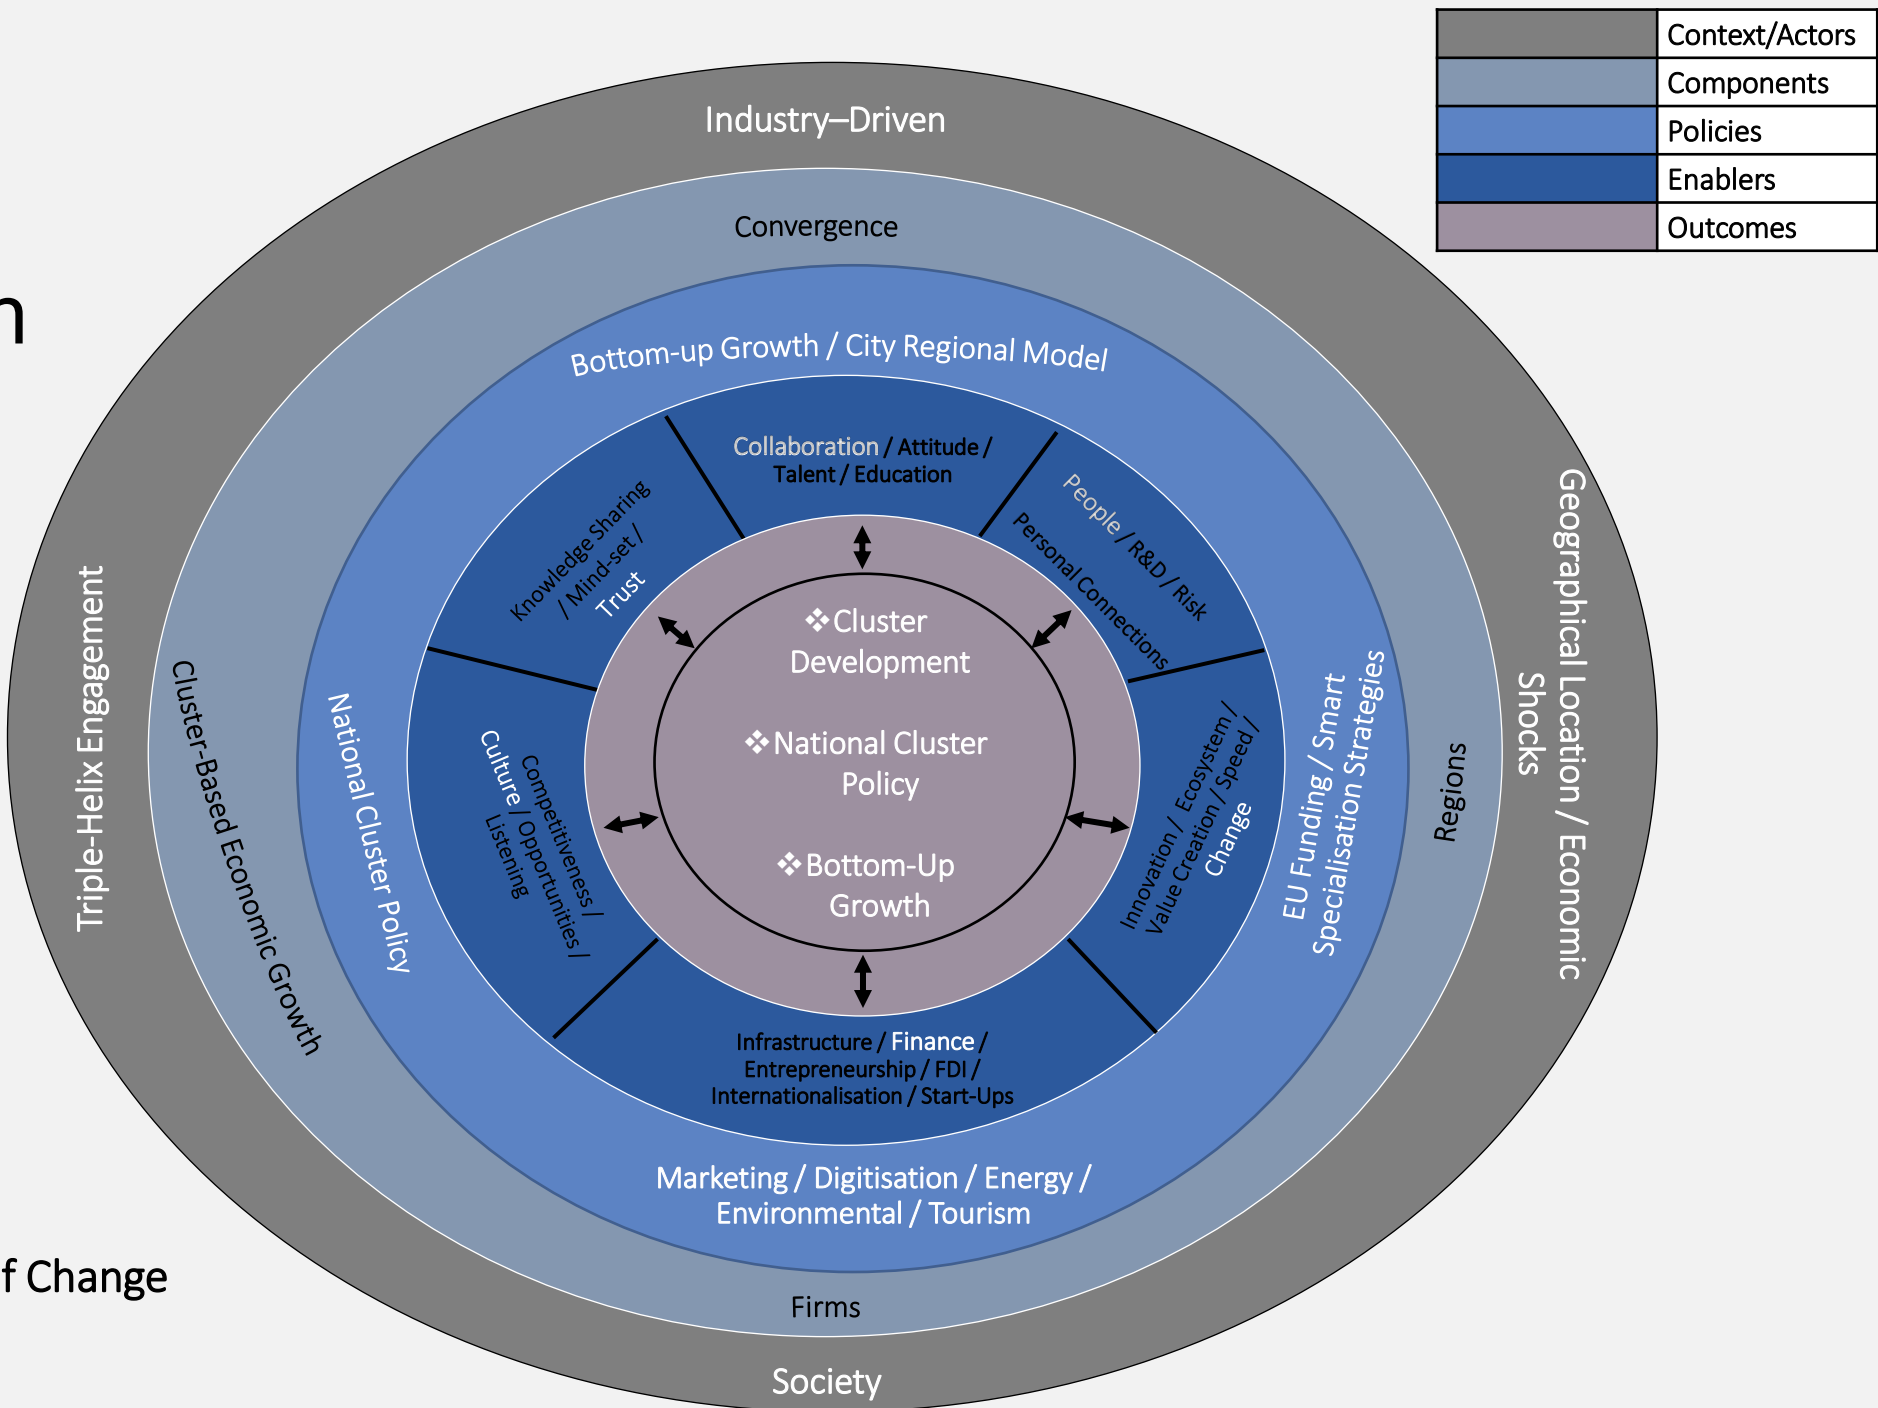 Context/Actors
Components
Policies
Enablers
Outcomes
n
f Change
Industry–Driven
Triple-Helix Engagement
Geographical Location / Economic
Shocks
Society
Convergence
Cluster-Based Economic Growth
Regions
Firms
Bottom-up Growth / City Regional Model
National Cluster Policy
EU Funding / Smart
Specialisation Strategies
Marketing / Digitisation / Energy /
Environmental / Tourism
Collaboration / Attitude /
Talent / Education
People / R&D / Risk
Personal Connections
Knowledge Sharing
/ Mind-set /
Trust
Innovation / Ecosystem /
Value Creation / Speed /
Change
Competitiveness /
Culture / Opportunities /
Listening
Infrastructure / Finance /
Entrepreneurship / FDI /
Internationalisation / Start-Ups
❖Cluster
Development
❖National Cluster
Policy
❖Bottom-Up
Growth